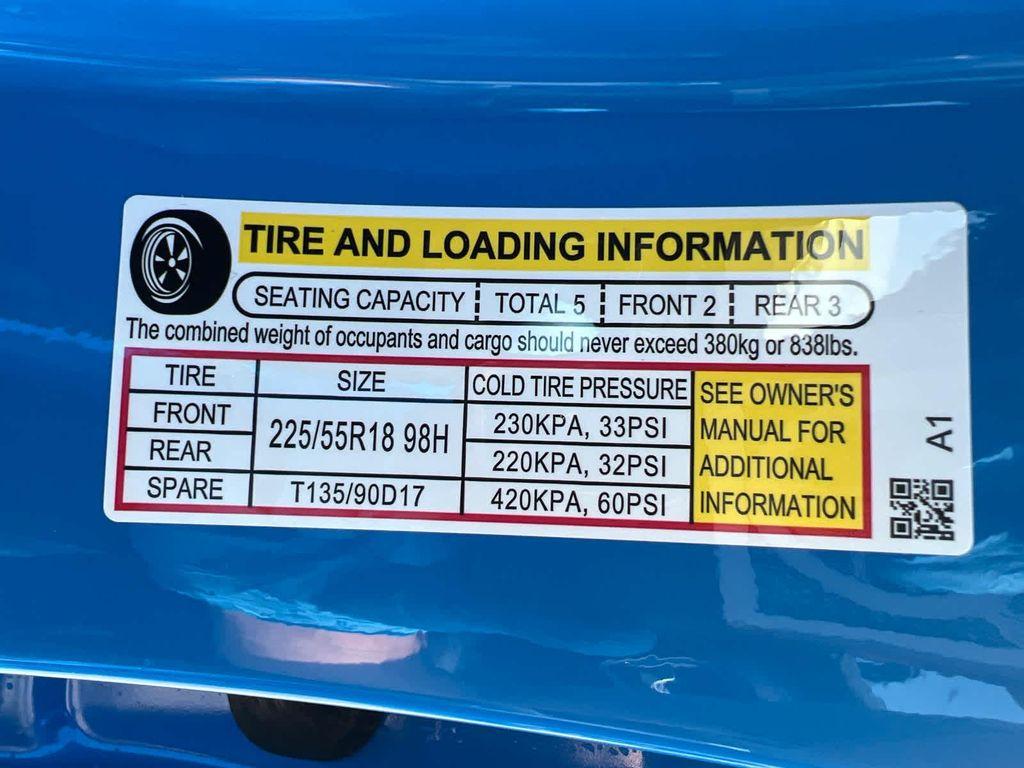 TIRE AND LOADING INFORMATION
SEATING CAPACITY TOTAL 5 FRONT 2 REAR 3
The combined weight of occupants and cargo should never exceed 380kg or 838lbs.
TIRE SIZE COLD TIRE PRESSURE
FRONT 225/55R18 98H 230KPA, 33PSI
REAR 220KPA, 32PSI
SPARE T135/90D17 420KPA, 60PSI
SEE OWNER'S
MANUAL FOR
ADDITIONAL
INFORMATION
A1